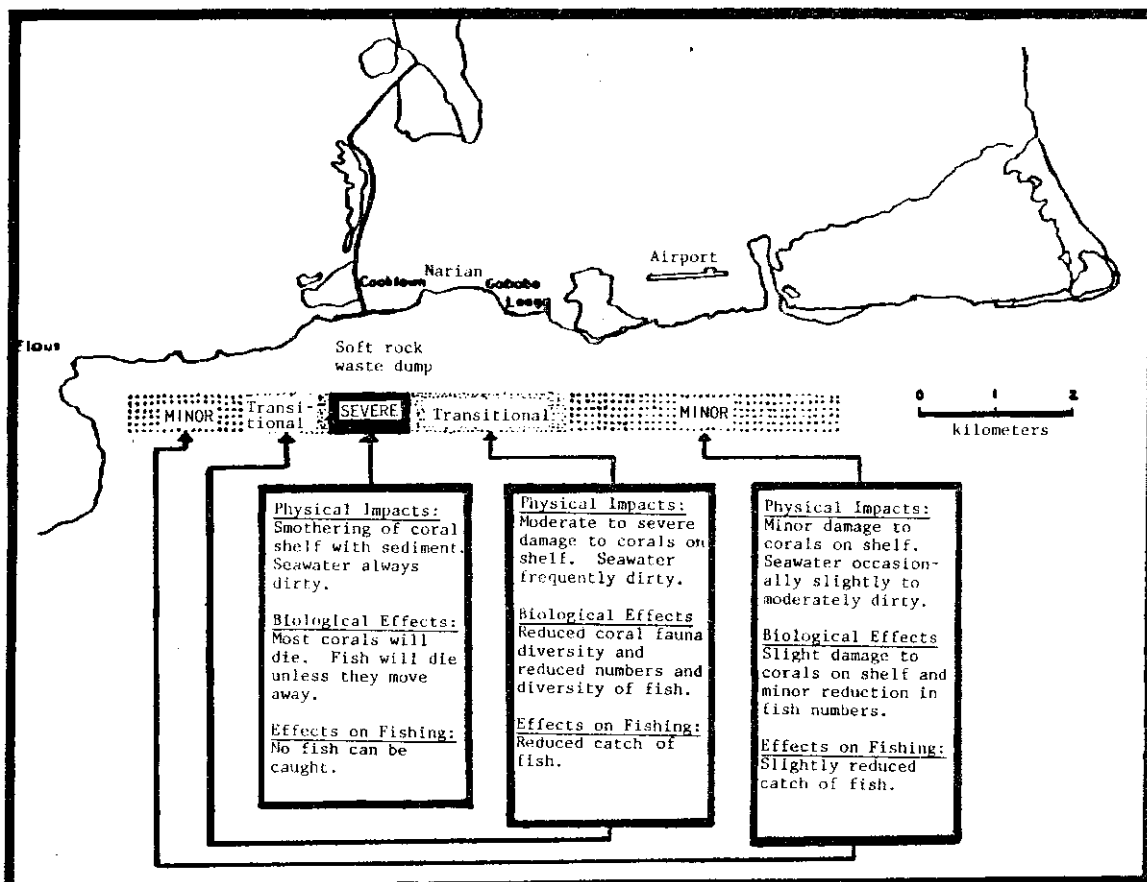 Airport
Narian
Cooktown
Gobobo
Flous
Soft rock
waste dump
MINOR
Transi-
tional
SEVERE
Transitional
MINOR
0 1 2
kilometers
Physical Impacts:
Smothering of coral
shelf with sediment.
Seawater always
dirty.
Biological Effects:
Most corals will
die. Fish will die
unless they move
away.
Effects on Fishing:
No fish can be
caught.
Physical Impacts:
Moderate to severe
damage to corals on
shelf. Seawater
frequently dirty.
Biological Effects
Reduced coral fauna
diversity and
reduced numbers and
diversity of fish.
Effects on Fishing:
Reduced catch of
fish.
Physical Impacts:
Minor damage to
corals on shelf.
Seawater occasion-
ally slightly to
moderately dirty.
Biological Effects
Slight damage to
corals on shelf and
minor reduction in
fish numbers.
Effects on Fishing:
Slightly reduced
catch of fish.